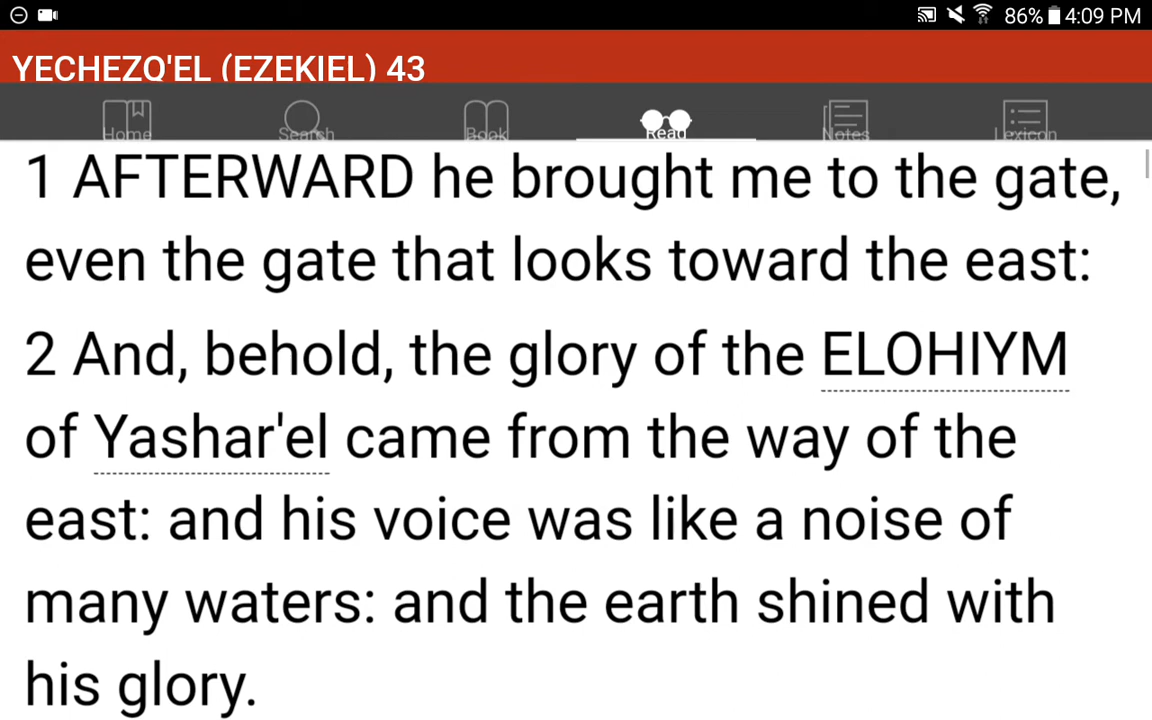 86% 4:09 PM
YECHEZQ'EL (EZEKIEL) 43
Home Search Book Read Notes Lexicon
1 AFTERWARD he brought me to the gate,
even the gate that looks toward the east:
2 And, behold, the glory of the ELOHIYM
of Yashar'el came from the way of the
east: and his voice was like a noise of
many waters: and the earth shined with
his glory.